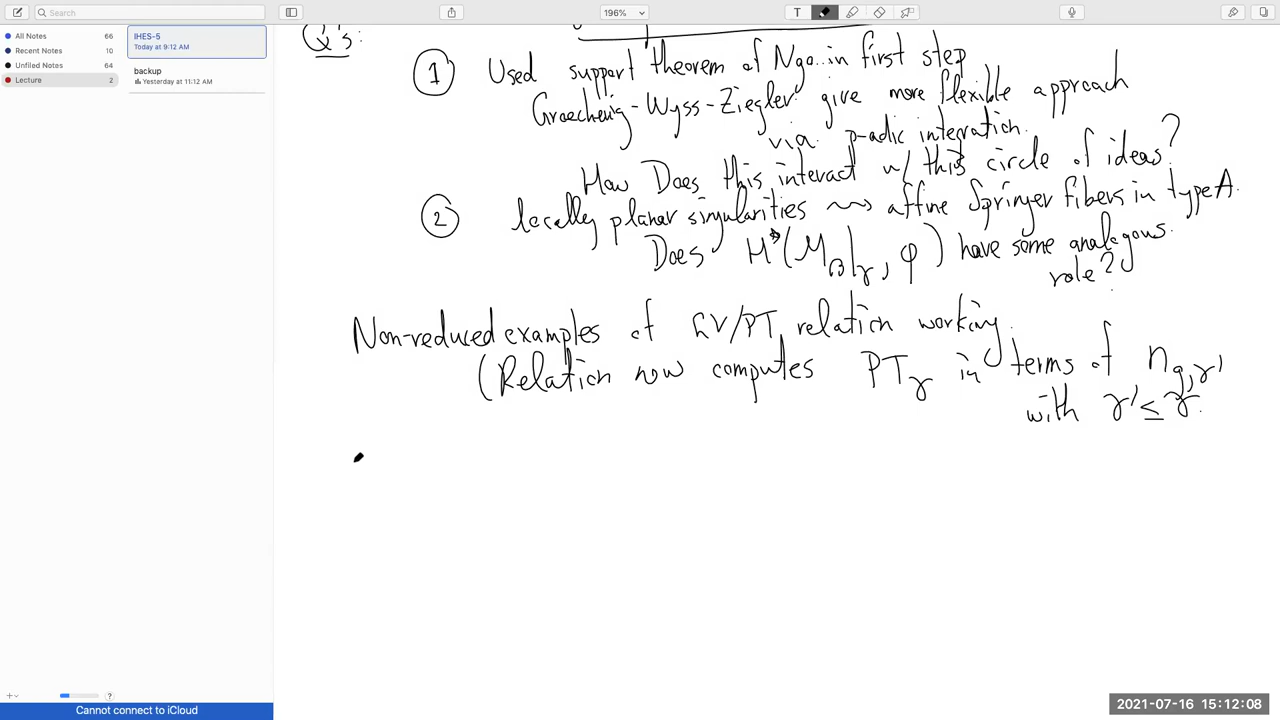 Search
196%
T
All Notes 66
Recent Notes 10
Unfiled Notes 64
Lecture 2
IHES-5
Today at 9:12 AM
backup
Yesterday at 11:12 AM
Q's:
① Used support theorem of Ngo.. in first step
Groechenig-Wyss-Ziegler: give more flexible approach
via p-adic integration.
How Does this interact w/ this circle of ideas?
② locally planar singularities ⇝ affine Springer fibers in type A.
Does H*(M_β|_γ, φ) have some analogous
role?
Non-reduced examples of GV/PT relation working.
(Relation now computes PT_γ in terms of n_{g,γ'}
with γ' ≤ γ.
?
Cannot connect to iCloud
2021-07-16 15:12:08